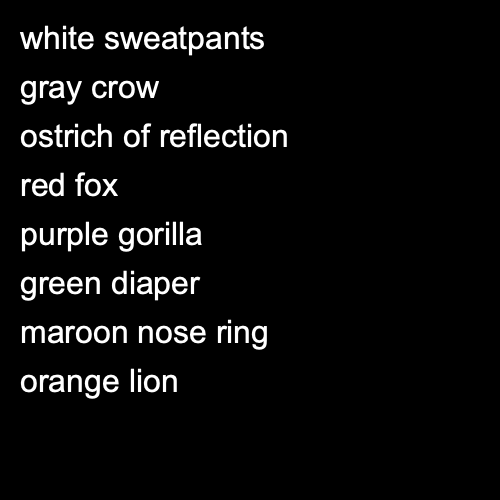 white sweatpants
gray crow
ostrich of reflection
red fox
purple gorilla
green diaper
maroon nose ring
orange lion